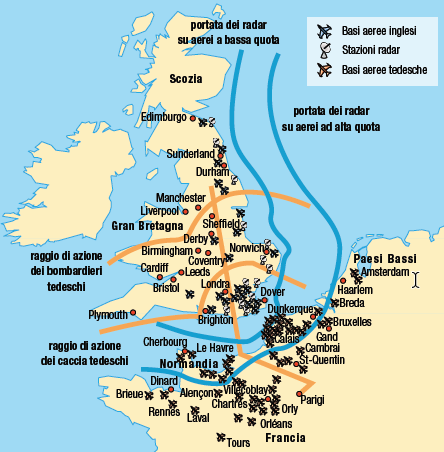 portata dei radar
su aerei a bassa quota
Basi aeree inglesi
Stazioni radar
Basi aeree tedesche
Scozia
portata dei radar
su aerei ad alta quota
Edimburgo
Sunderland
Durham
Manchester
Liverpool
Sheffield
Gran Bretagna
Derby
Norwich
raggio di azione
dei bombardieri
tedeschi
Birmingham
Coventry
Paesi Bassi
Cardiff
Leeds
Amsterdam
Bristol
Londra
Dover
Haarlem
Plymouth
Brighton
Dunkerque
Breda
Bruxelles
Gand
raggio di azione
dei caccia tedeschi
Calais
Cambrai
Cherbourg
Le Havre
St-Quentin
Normandia
Dinard
Brieue
Alençon
Villecoblay
Parigi
Rennes
Chartres
Orly
Laval
Orléans
Tours
Francia